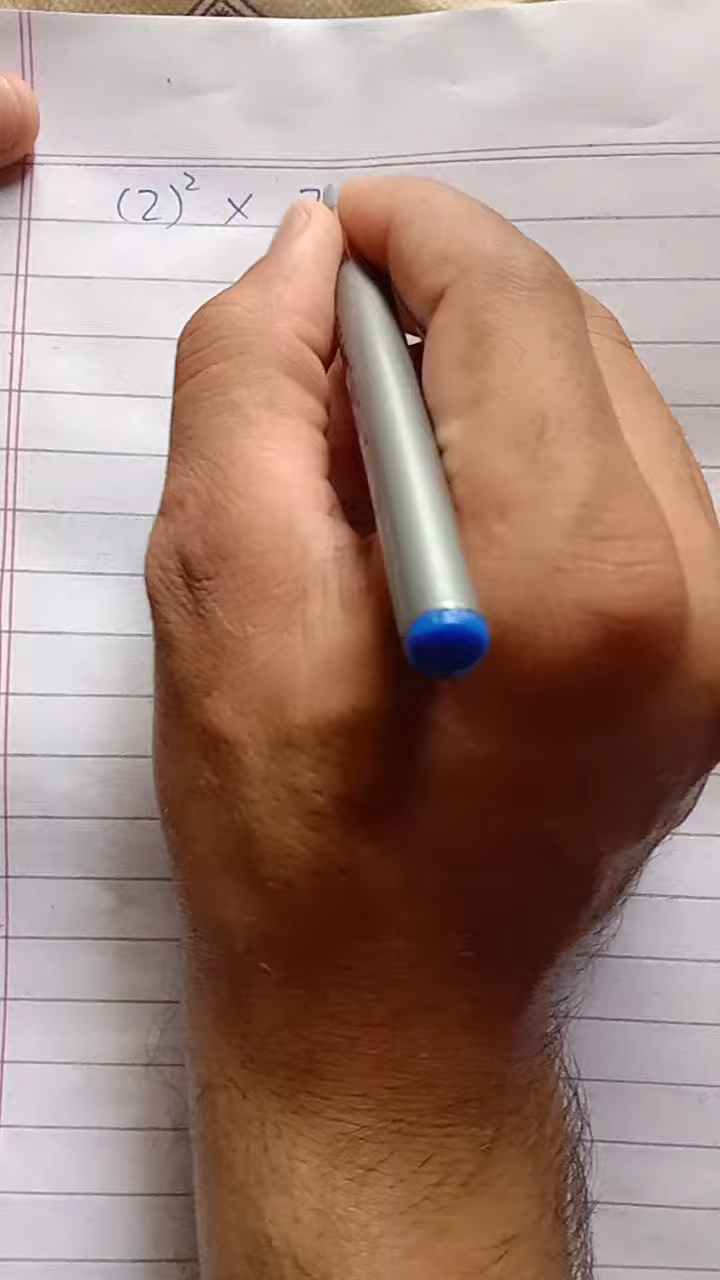 (2)² ×